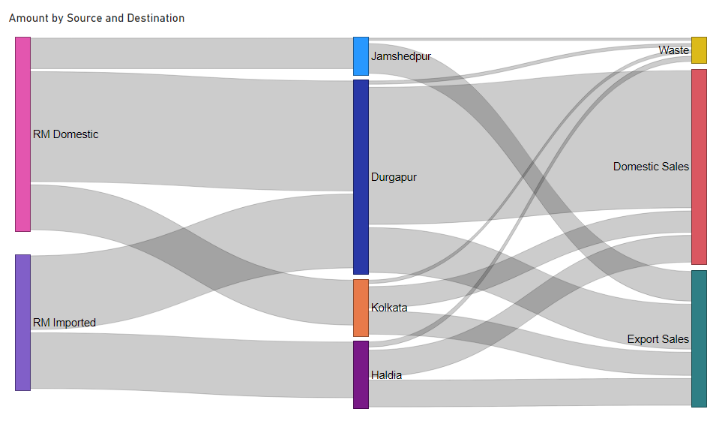 Amount by Source and Destination
RM Domestic
RM Imported
Jamshedpur
Durgapur
Kolkata
Haldia
Waste
Domestic Sales
Export Sales